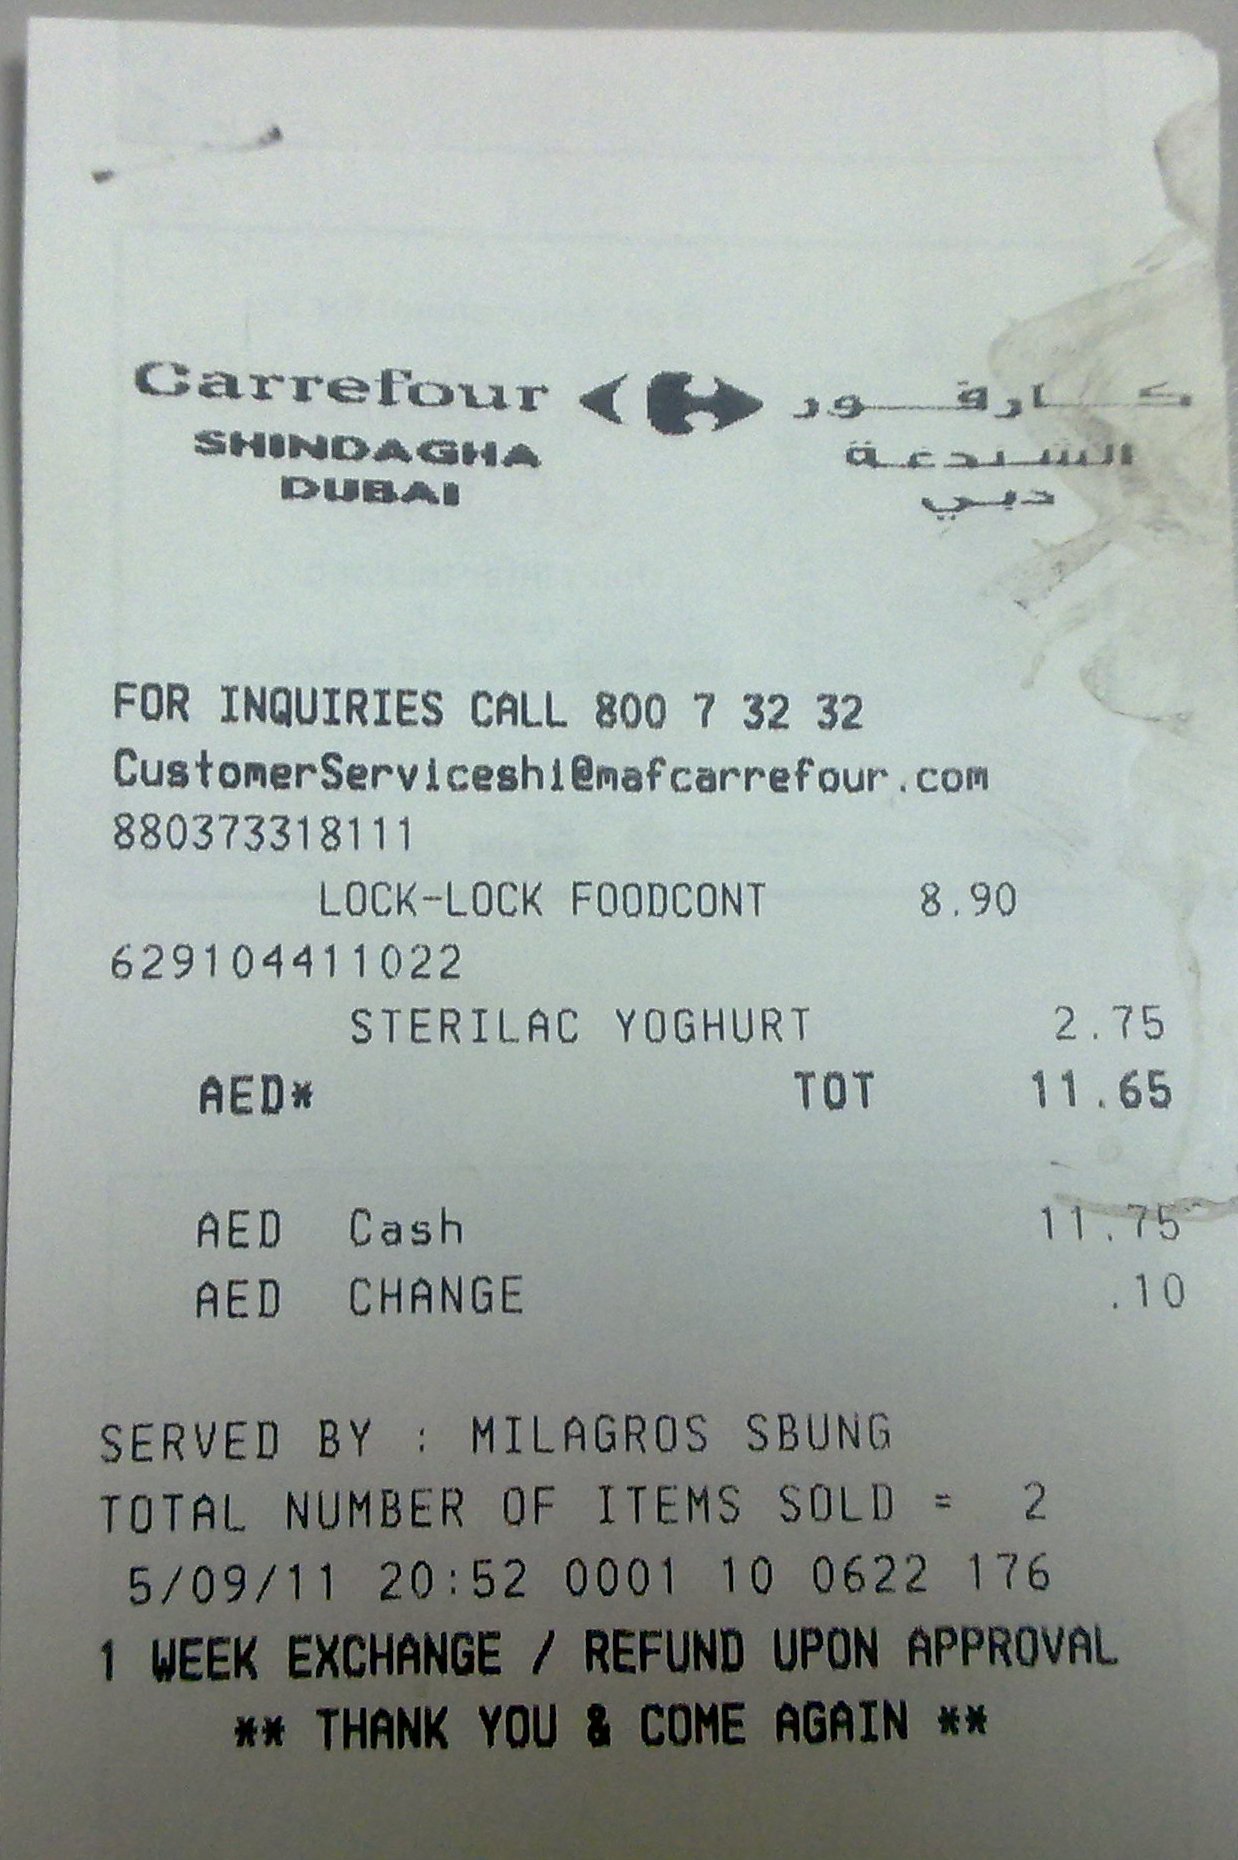 Carrefour كارفور
SHINDAGHA الشندغة
DUBAI دبي
FOR INQUIRIES CALL 800 7 32 32
CustomerServiceshi@mafcarrefour.com
880373318111
LOCK-LOCK FOODCONT 8.90
629104411022
STERILAC YOGHURT 2.75
AED* TOT 11.65
AED Cash 11.75
AED CHANGE .10
SERVED BY : MILAGROS SBUNG
TOTAL NUMBER OF ITEMS SOLD = 2
5/09/11 20:52 0001 10 0622 176
1 WEEK EXCHANGE / REFUND UPON APPROVAL
** THANK YOU & COME AGAIN **